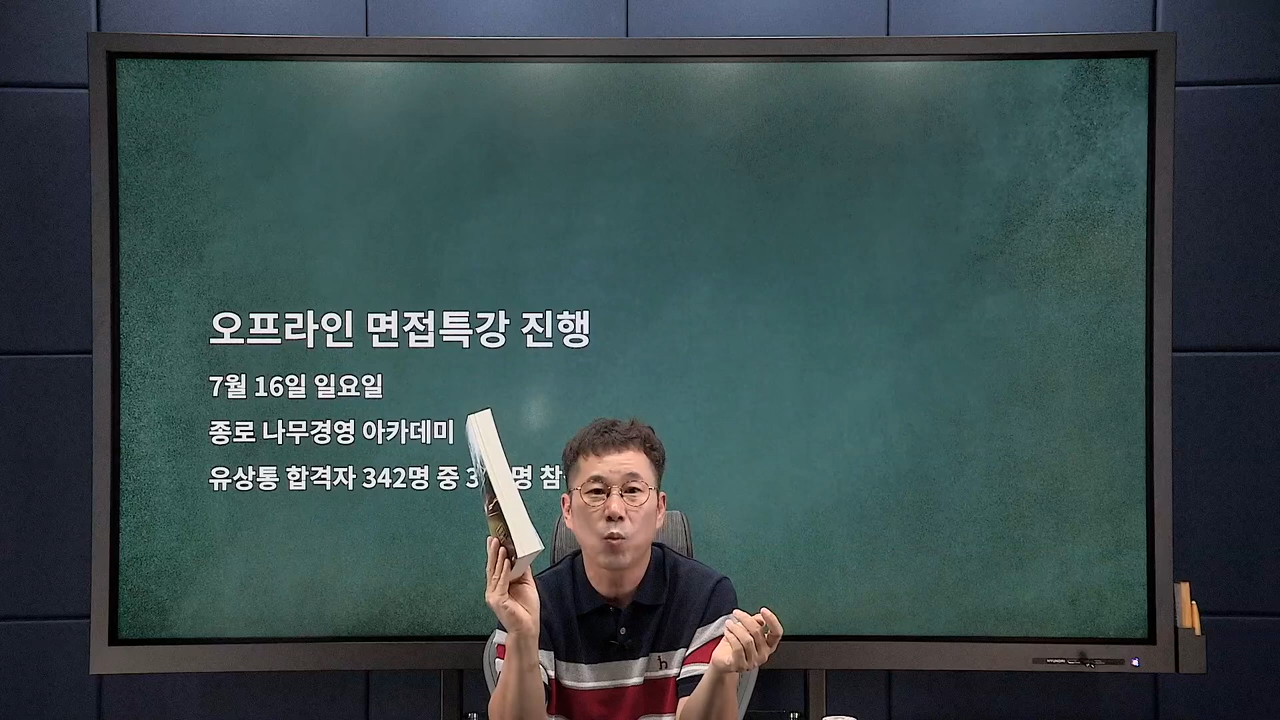 오프라인 면접특강 진행
7월 16일 일요일
종로 나무경영 아카데미
유상통 합격자 342명 중
h
HYUNDAI